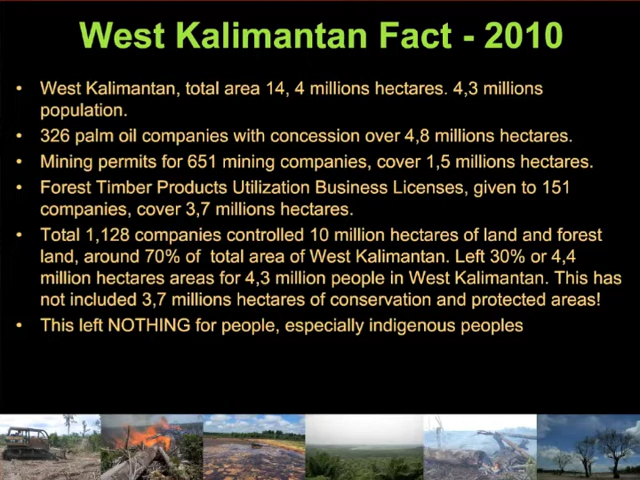 West Kalimantan Fact - 2010
• West Kalimantan, total area 14, 4 millions hectares. 4,3 millions
population.
• 326 palm oil companies with concession over 4,8 millions hectares.
• Mining permits for 651 mining companies, cover 1,5 millions hectares.
• Forest Timber Products Utilization Business Licenses, given to 151
companies, cover 3,7 millions hectares.
• Total 1,128 companies controlled 10 million hectares of land and forest
land, around 70% of total area of West Kalimantan. Left 30% or 4,4
million hectares areas for 4,3 million people in West Kalimantan. This has
not included 3,7 millions hectares of conservation and protected areas!
• This left NOTHING for people, especially indigenous peoples